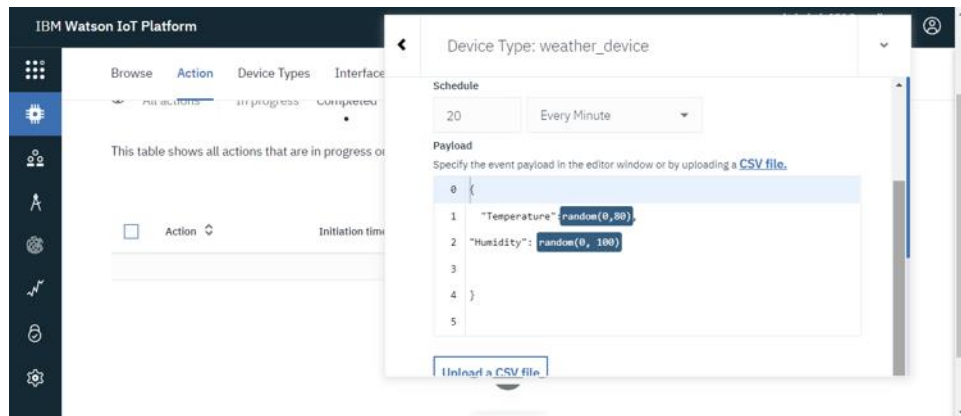 IBM Watson IoT Platform
Device Type: weather_device
Browse Action Device Types Interface
All actions In progress Completed
This table shows all actions that are in progress or
Action
Initiation time
Schedule
20 Every Minute
Payload
Specify the event payload in the editor window or by uploading a CSV file.
0 {
1 "Temperature":random(0,80),
2 "Humidity": random(0, 100)
3
4 }
5
Upload a CSV file